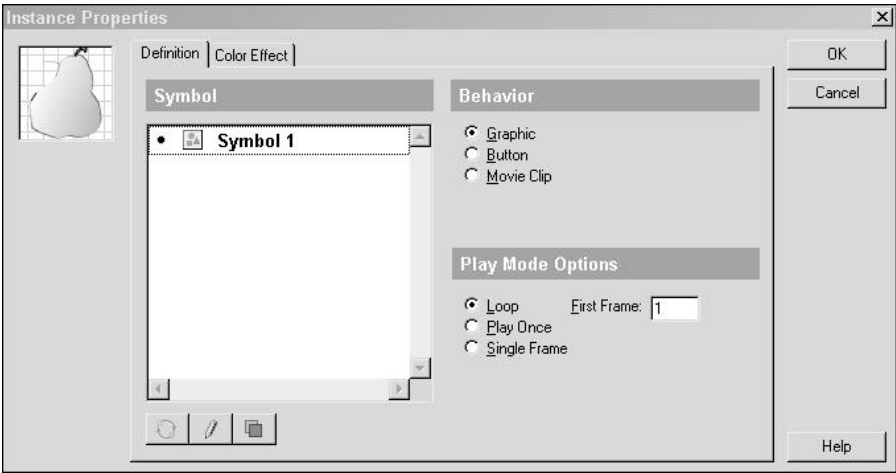 Instance Properties
Definition
Color Effect
OK
Cancel
Symbol
Symbol 1
Behavior
Graphic
Button
Movie Clip
Play Mode Options
Loop
First Frame: 1
Play Once
Single Frame
Help